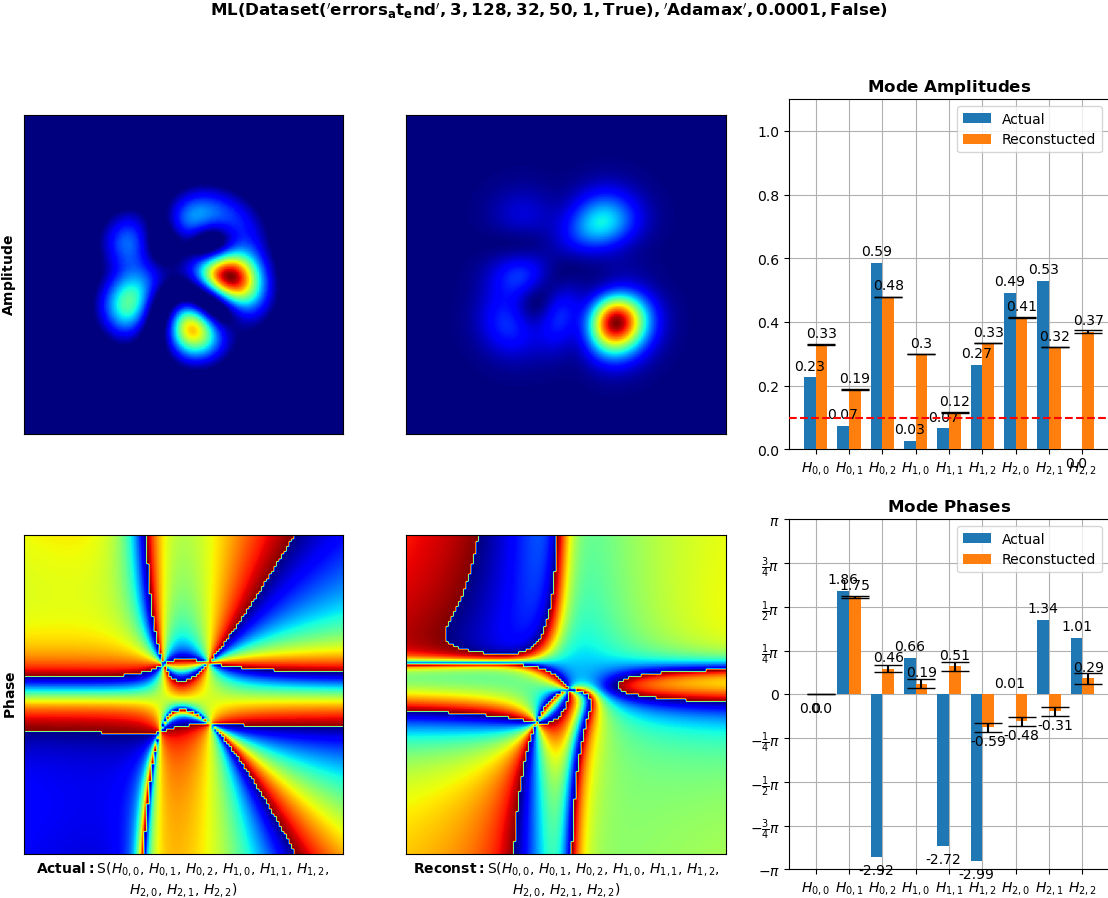 ML(Dataset('errors_at_end', 3, 128, 32, 50, 1, True), 'Adamax', 0.0001, False)
Amplitude
Mode Amplitudes
Actual
Reconstucted
1.0
0.8
0.6
0.4
0.2
0.0
0.23
0.33
0.07
0.19
0.59
0.48
0.03
0.3
0.07
0.12
0.27
0.33
0.49
0.41
0.53
0.32
0.0
0.37
H0,0 H0,1 H0,2 H1,0 H1,1 H1,2 H2,0 H2,1 H2,2
Phase
Actual: S(H0,0, H0,1, H0,2, H1,0, H1,1, H1,2,
H2,0, H2,1, H2,2)
Reconst: S(H0,0, H0,1, H0,2, H1,0, H1,1, H1,2,
H2,0, H2,1, H2,2)
Mode Phases
Actual
Reconstucted
π
3/4π
1/2π
1/4π
0
−1/4π
−1/2π
−3/4π
−π
0.0
0.0
1.86
1.75
-2.92
0.46
0.66
0.19
-2.72
0.51
-2.99
-0.59
0.01
-0.48
1.34
-0.31
1.01
0.29
H0,0 H0,1 H0,2 H1,0 H1,1 H1,2 H2,0 H2,1 H2,2